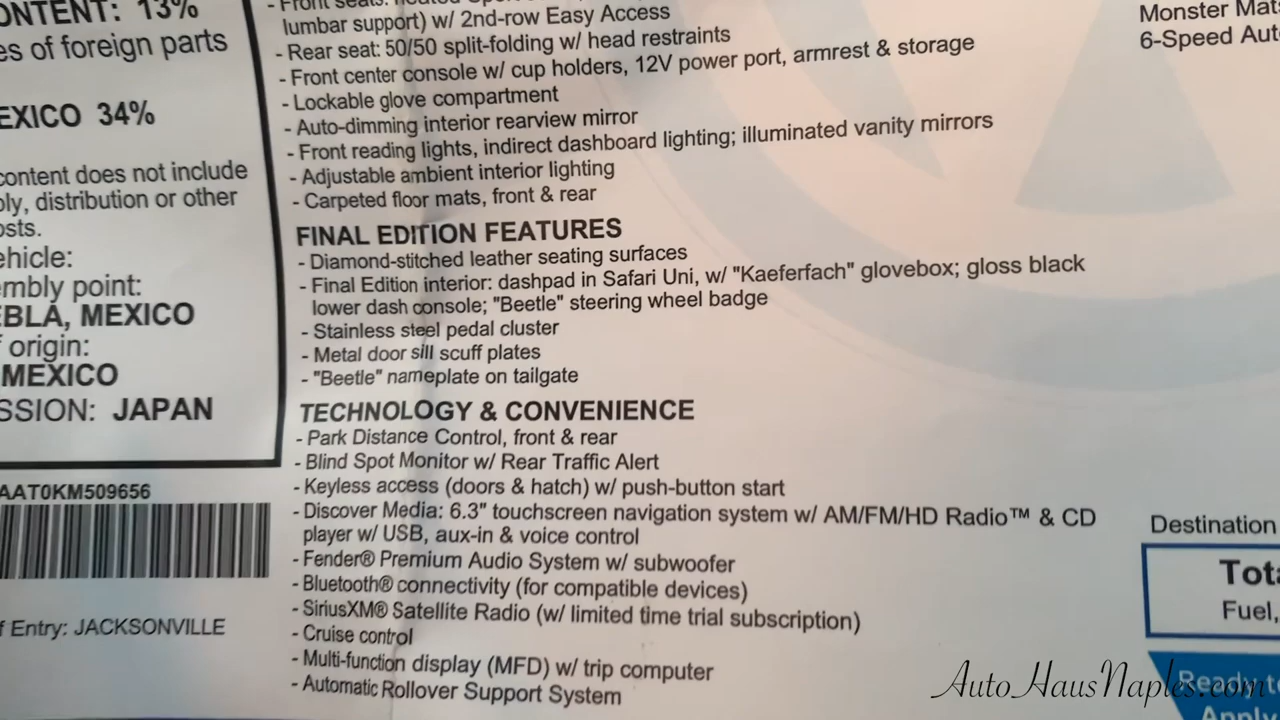 ONTENT: 13%
es of foreign parts
EXICO 34%
content does not include
ply, distribution or other
osts.
ehicle:
embly point:
EBLA, MEXICO
f origin:
MEXICO
SSION: JAPAN
AAT0KM509656
f Entry: JACKSONVILLE
- Front seats: heated Sport
lumbar support) w/ 2nd-row Easy Access
- Rear seat: 50/50 split-folding w/ head restraints
- Front center console w/ cup holders, 12V power port, armrest & storage
- Lockable glove compartment
- Auto-dimming interior rearview mirror
- Front reading lights, indirect dashboard lighting; illuminated vanity mirrors
- Adjustable ambient interior lighting
- Carpeted floor mats, front & rear
FINAL EDITION FEATURES
- Diamond-stitched leather seating surfaces
- Final Edition interior: dashpad in Safari Uni, w/ "Kaeferfach" glovebox; gloss black
lower dash console; "Beetle" steering wheel badge
- Stainless steel pedal cluster
- Metal door sill scuff plates
- "Beetle" nameplate on tailgate
TECHNOLOGY & CONVENIENCE
- Park Distance Control, front & rear
- Blind Spot Monitor w/ Rear Traffic Alert
- Keyless access (doors & hatch) w/ push-button start
- Discover Media: 6.3" touchscreen navigation system w/ AM/FM/HD Radio™ & CD
player w/ USB, aux-in & voice control
- Fender® Premium Audio System w/ subwoofer
- Bluetooth® connectivity (for compatible devices)
- SiriusXM® Satellite Radio (w/ limited time trial subscription)
- Cruise control
- Multi-function display (MFD) w/ trip computer
- Automatic Rollover Support System
Monster Mats
6-Speed Aut
Destination
Tota
Fuel,
Ready to
Apply
AutoHausNaples.com